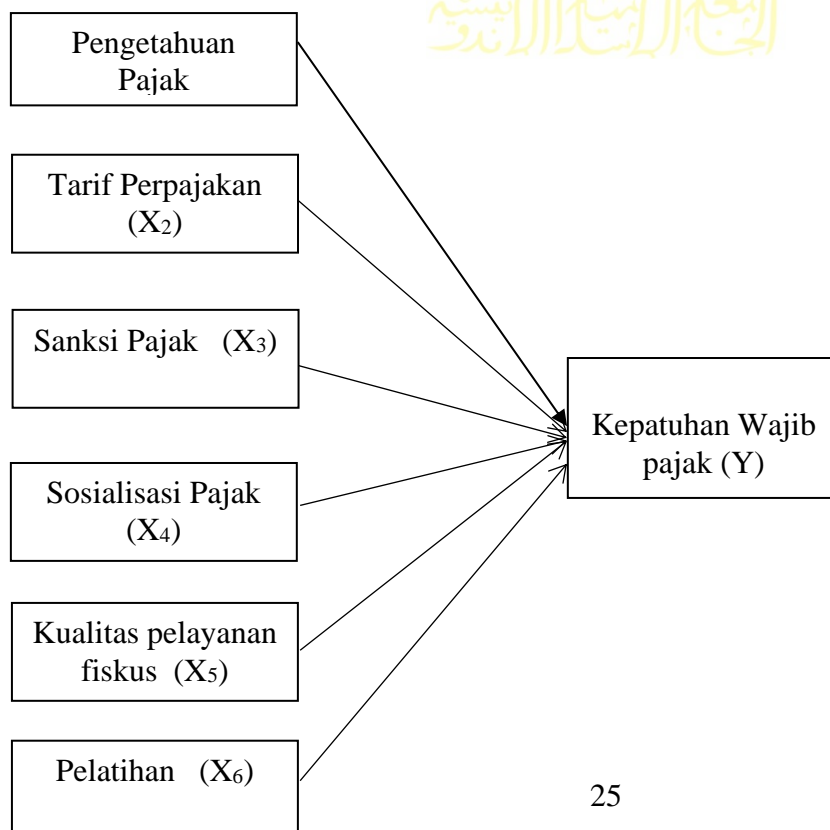 Pengetahuan
Pajak
Tarif Perpajakan
(X₂)
Sanksi Pajak (X₃)
Sosialisasi Pajak
(X₄)
Kualitas pelayanan
fiskus (X₅)
Pelatihan (X₆)
Kepatuhan Wajib
pajak (Y)
25